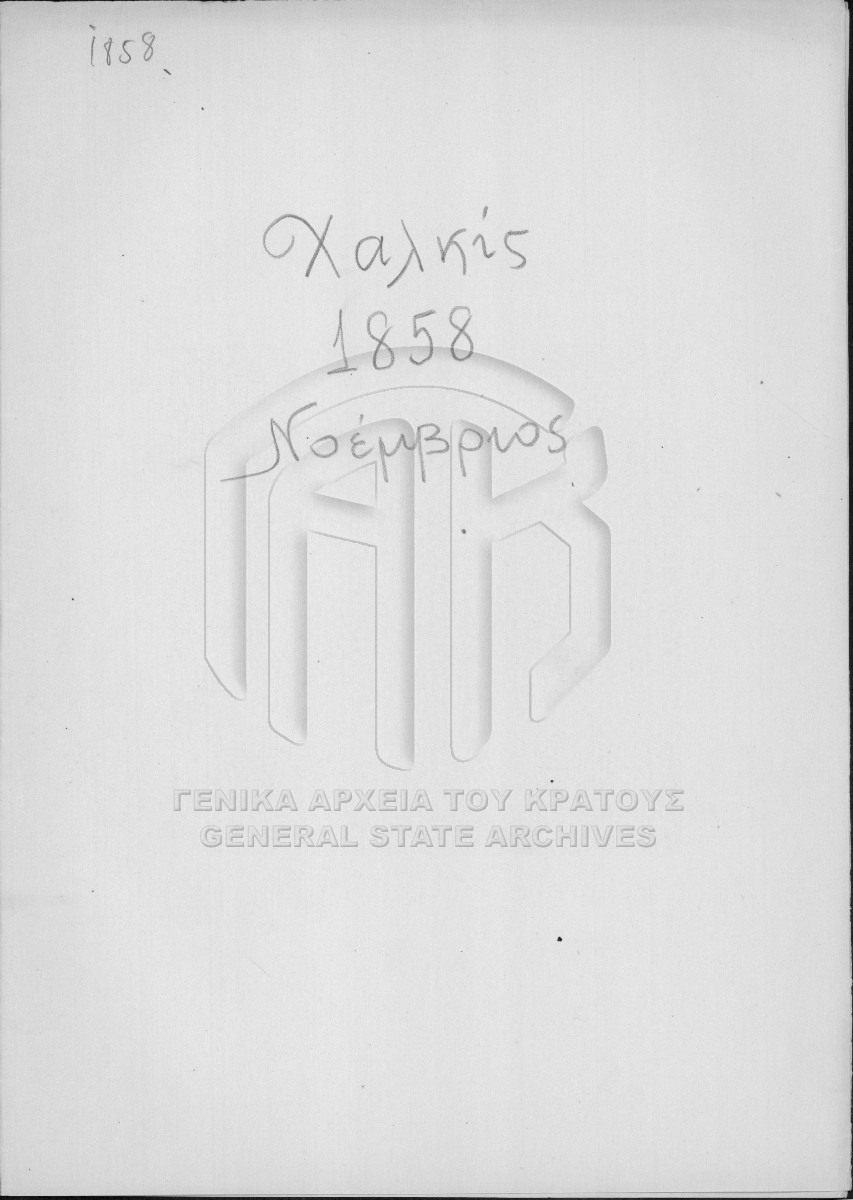 1858
Χαλκίς
1858
Νοέμβριος
ΓΕΝΙΚΑ ΑΡΧΕΙΑ ΤΟΥ ΚΡΑΤΟΥΣ
GENERAL STATE ARCHIVES